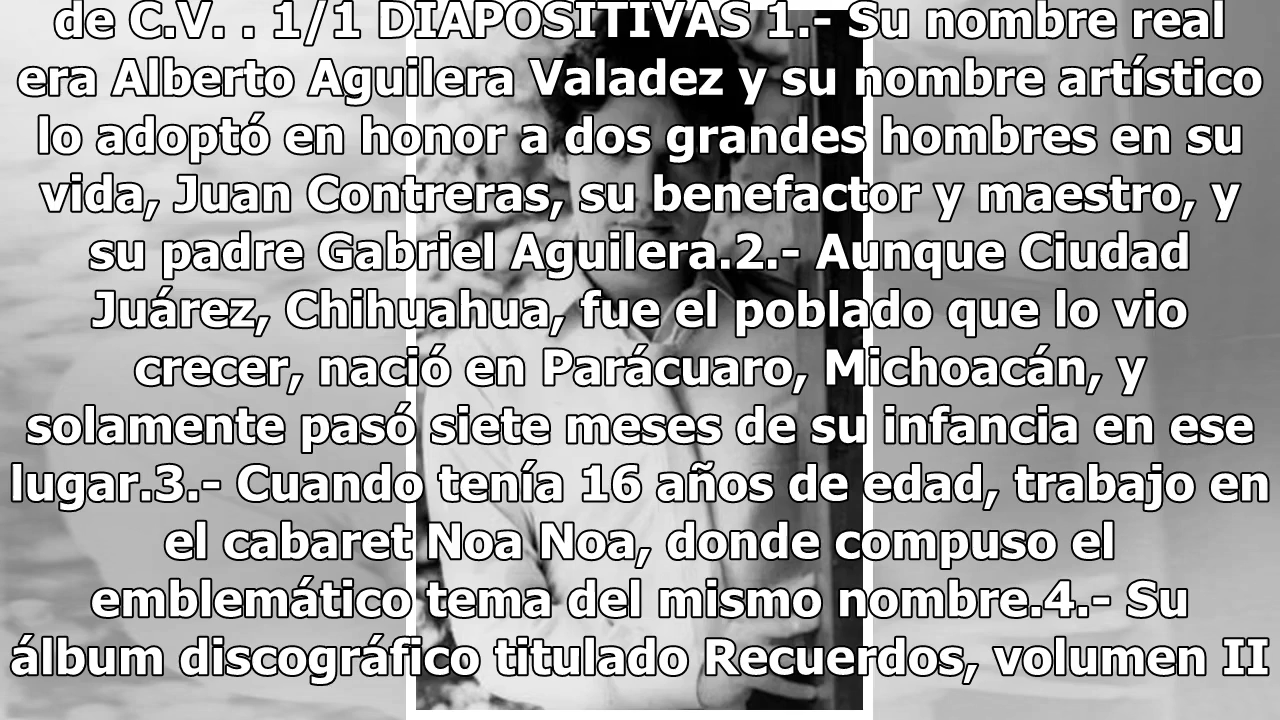 de C.V. . 1/1 DIAPOSITIVAS 1.- Su nombre real
era Alberto Aguilera Valadez y su nombre artístico
lo adoptó en honor a dos grandes hombres en su
vida, Juan Contreras, su benefactor y maestro, y
su padre Gabriel Aguilera.2.- Aunque Ciudad
Juárez, Chihuahua, fue el poblado que lo vio
crecer, nació en Parácuaro, Michoacán, y
solamente pasó siete meses de su infancia en ese
lugar.3.- Cuando tenía 16 años de edad, trabajo en
el cabaret Noa Noa, donde compuso el
emblemático tema del mismo nombre.4.- Su
álbum discográfico titulado Recuerdos, volumen II